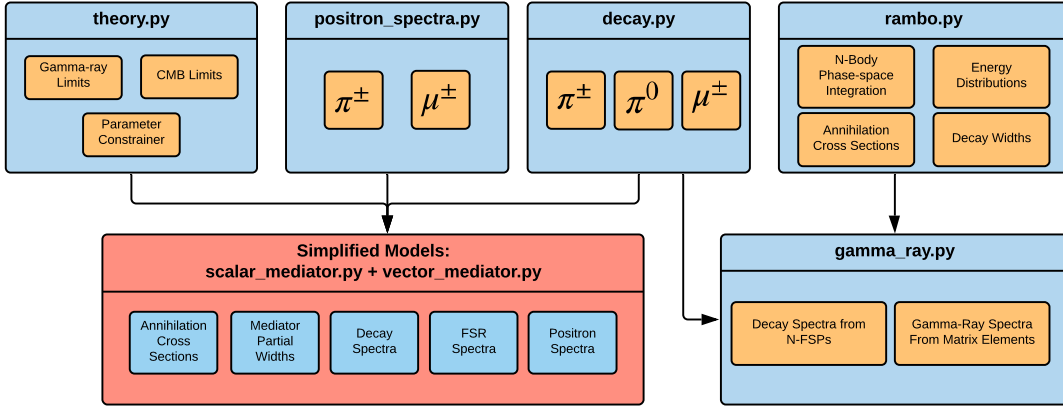 theory.py
Gamma-ray
Limits
CMB Limits
Parameter
Constrainer
positron_spectra.py
π±
μ±
decay.py
π±
π⁰
μ±
rambo.py
N-Body
Phase-space
Integration
Energy
Distributions
Annihilation
Cross Sections
Decay Widths
Simplified Models:
scalar_mediator.py + vector_mediator.py
Annihilation
Cross
Sections
Mediator
Partial
Widths
Decay
Spectra
FSR
Spectra
Positron
Spectra
gamma_ray.py
Decay Spectra from
N-FSPs
Gamma-Ray Spectra
From Matrix Elements